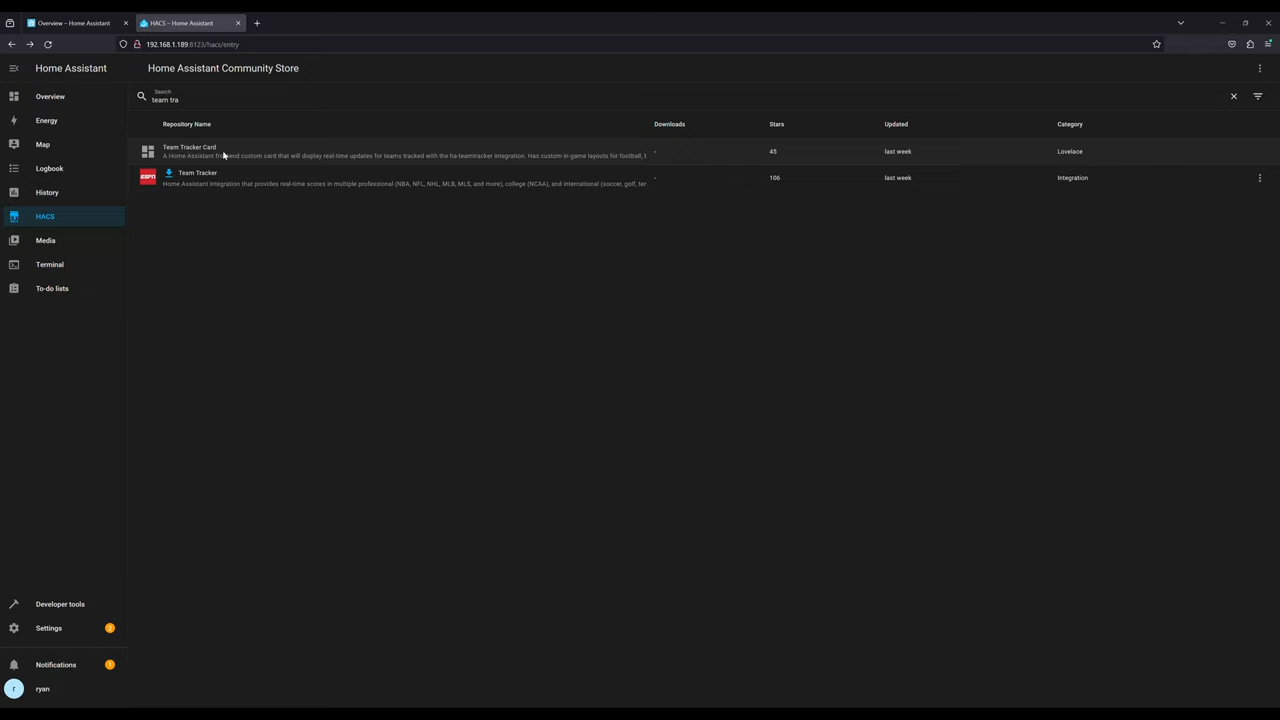 Overview – Home Assistant
HACS – Home Assistant
192.168.1.189:8123/hacs/entry
Home Assistant
Home Assistant Community Store
Overview
Energy
Map
Logbook
History
HACS
Media
Terminal
To-do lists
Search
team tra
Repository Name
Downloads
Stars
Updated
Category
Team Tracker Card
A Home Assistant frontend custom card that will display real-time updates for teams tracked with the ha-teamtracker integration. Has custom in-game layouts for football, t
-
45
last week
Lovelace
ESPN
Team Tracker
Home Assistant integration that provides real-time scores in multiple professional (NBA, NFL, NHL, MLB, MLS, and more), college (NCAA), and international (soccer, golf, ter
-
106
last week
Integration
Developer tools
Settings
2
Notifications
1
r
ryan